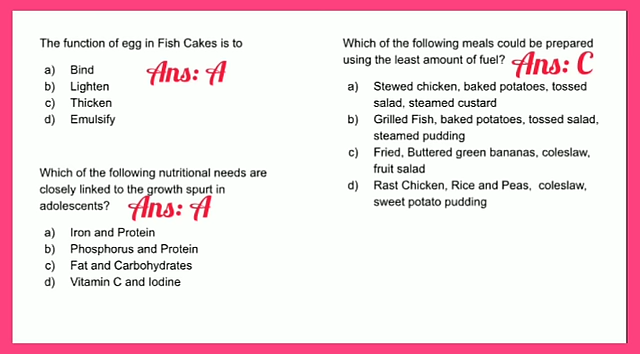 The function of egg in Fish Cakes is to
Ans: A
a) Bind
b) Lighten
c) Thicken
d) Emulsify
Which of the following nutritional needs are
closely linked to the growth spurt in
adolescents? Ans: A
a) Iron and Protein
b) Phosphorus and Protein
c) Fat and Carbohydrates
d) Vitamin C and Iodine
Which of the following meals could be prepared
using the least amount of fuel? Ans: C
a) Stewed chicken, baked potatoes, tossed
salad, steamed custard
b) Grilled Fish, baked potatoes, tossed salad,
steamed pudding
c) Fried, Buttered green bananas, coleslaw,
fruit salad
d) Rast Chicken, Rice and Peas, coleslaw,
sweet potato pudding